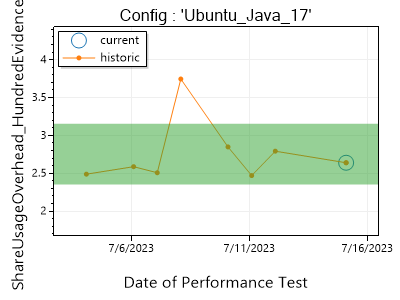 Config : 'Ubuntu_Java_17'
current
historic
ShareUsageOverhead_HundredEvidence
4
3.5
3
2.5
2
7/6/2023
7/11/2023
7/16/2023
Date of Performance Test